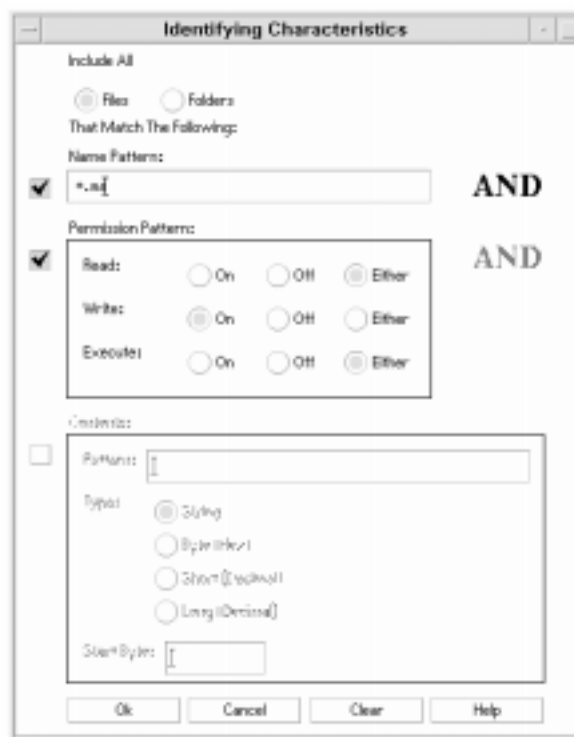 Identifying Characteristics
Include All
Files Folders
That Match The Following:
Name Pattern:
AND
Permission Pattern:
AND
Read: On Off Either
Write: On Off Either
Execute: On Off Either
Contents:
Pattern:
Type: String
Byte (Hex)
Short (Decimal)
Long (Decimal)
Start Byte:
Ok Cancel Clear Help